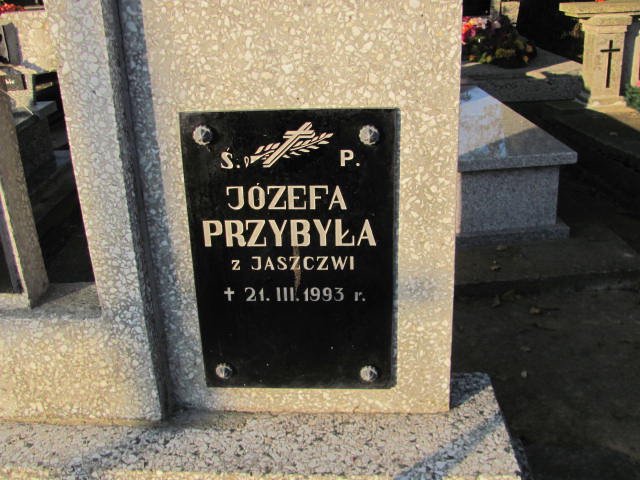 Ś. P.
JÓZEFA
PRZYBYŁA
z JASZCZWI
† 21. III. 1993 r.